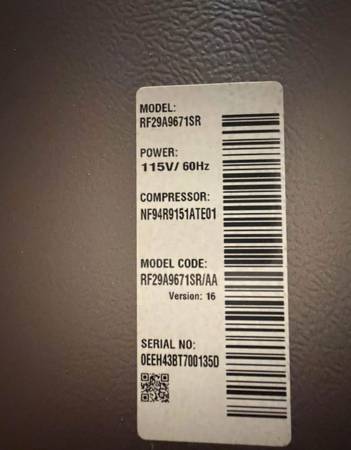 MODEL:
RF29A9671SR
POWER:
115V/ 60Hz
COMPRESSOR:
NF94R9151ATE01
MODEL CODE:
RF29A9671SR/AA
Version: 16
SERIAL NO:
0EEH43BT700135D